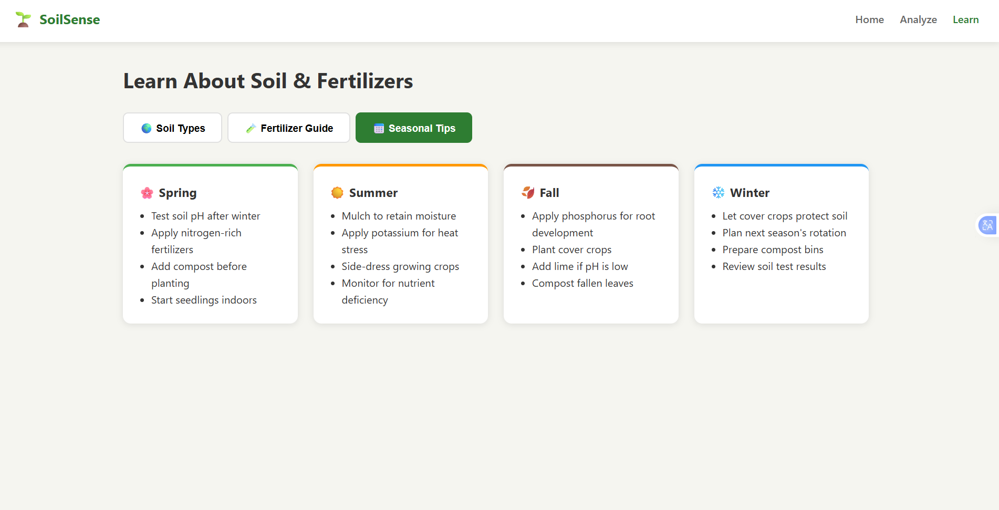 SoilSense
Home
Analyze
Learn
Learn About Soil & Fertilizers
Soil Types
Fertilizer Guide
Seasonal Tips
Spring
Test soil pH after winter
Apply nitrogen-rich
fertilizers
Add compost before
planting
Start seedlings indoors
Summer
Mulch to retain moisture
Apply potassium for heat
stress
Side-dress growing crops
Monitor for nutrient
deficiency
Fall
Apply phosphorus for root
development
Plant cover crops
Add lime if pH is low
Compost fallen leaves
Winter
Let cover crops protect soil
Plan next season's rotation
Prepare compost bins
Review soil test results
文A